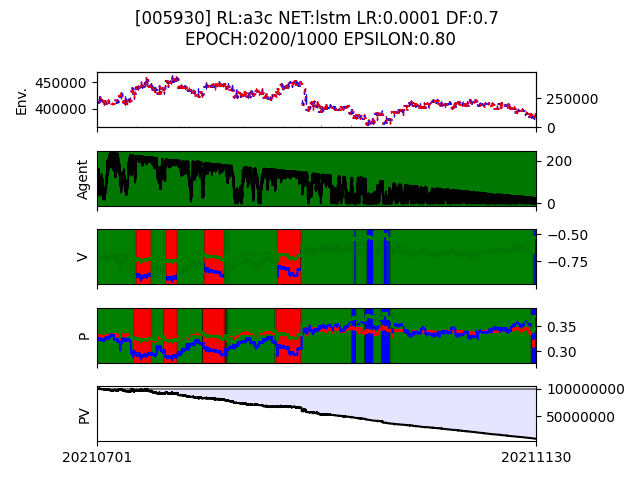 [005930] RL:a3c NET:lstm LR:0.0001 DF:0.7
EPOCH:0200/1000 EPSILON:0.80
Env.
450000
400000
250000
0
Agent
200
0
V
−0.50
−0.75
P
0.35
0.30
PV
100000000
50000000
20210701
20211130